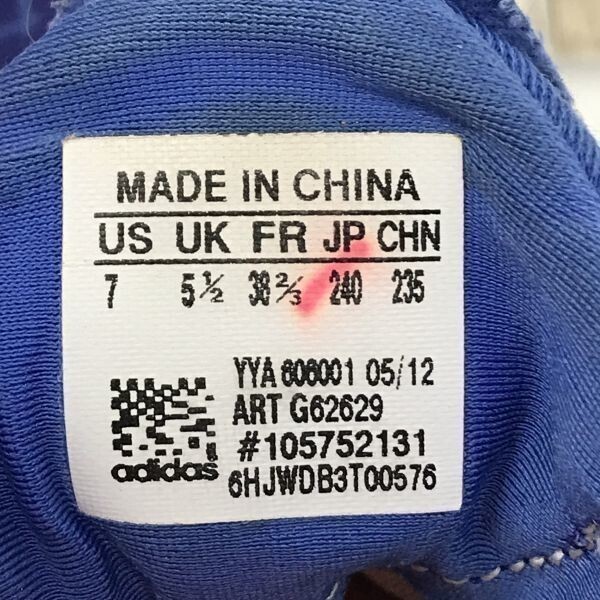 MADE IN CHINA
US UK FR JP CHN
7 5½ 38⅔ 240 235
YYA 606001 05/12
ART G62629
#105752131
adidas 6HJWDB3T00576